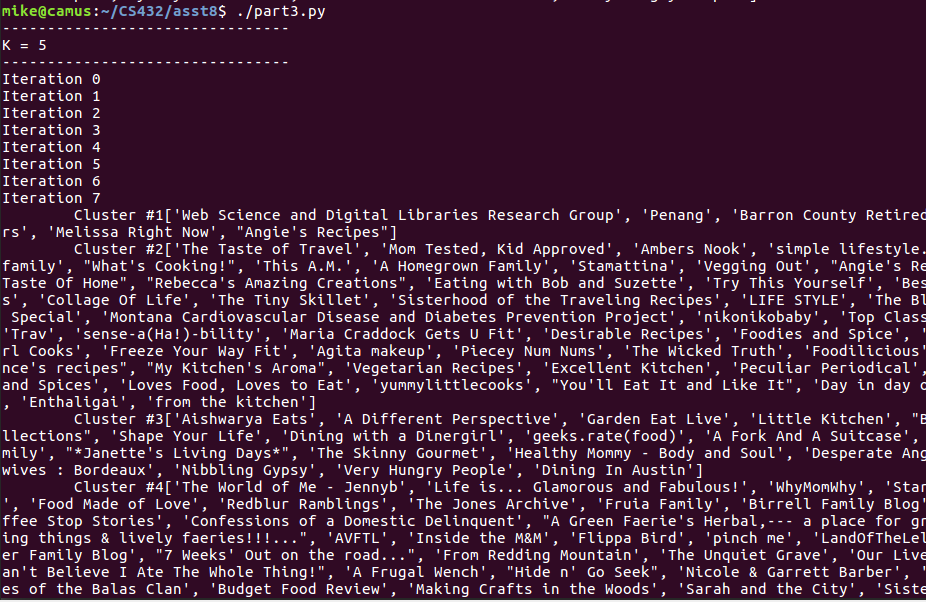 mike@camus:~/CS432/asst8$ ./part3.py
--------------------------------
K = 5
--------------------------------
Iteration 0
Iteration 1
Iteration 2
Iteration 3
Iteration 4
Iteration 5
Iteration 6
Iteration 7
Cluster #1['Web Science and Digital Libraries Research Group', 'Penang', 'Barron County Retired
rs', 'Melissa Right Now', "Angie's Recipes"]
Cluster #2['The Taste of Travel', 'Mom Tested, Kid Approved', 'Ambers Nook', 'simple lifestyle.
family', "What's Cooking!", 'This A.M.', 'A Homegrown Family', 'Stamattina', 'Vegging Out', "Angie's Re
Taste Of Home", "Rebecca's Amazing Creations", 'Eating with Bob and Suzette', 'Try This Yourself', 'Bes
s', 'Collage Of Life', 'The Tiny Skillet', 'Sisterhood of the Traveling Recipes', 'LIFE STYLE', 'The Bl
Special', 'Montana Cardiovascular Disease and Diabetes Prevention Project', 'nikonikobaby', 'Top Class
'Trav', 'sense-a(Ha!)-bility', 'Maria Craddock Gets U Fit', 'Desirable Recipes', 'Foodies and Spice', '
rl Cooks', 'Freeze Your Way Fit', 'Agita makeup', 'Piecey Num Nums', 'The Wicked Truth', 'Foodilicious'
nce's recipes", "My Kitchen's Aroma", 'Vegetarian Recipes', 'Excellent Kitchen', 'Peculiar Periodical',
and Spices', 'Loves Food, Loves to Eat', 'yummylittlecooks', "You'll Eat It and Like It", 'Day in day o
, 'Enthaligai', 'from the kitchen']
Cluster #3['Aishwarya Eats', 'A Different Perspective', 'Garden Eat Live', 'Little Kitchen', "B
llections", 'Shape Your Life', 'Dining with a Dinergirl', 'geeks.rate(food)', 'A Fork And A Suitcase',
mily', "*Janette's Living Days*", 'The Skinny Gourmet', 'Healthy Mommy - Body and Soul', 'Desperate Ang
wives : Bordeaux', 'Nibbling Gypsy', 'Very Hungry People', 'Dining In Austin']
Cluster #4['The World of Me - Jennyb', 'Life is... Glamorous and Fabulous!', 'WhyMomWhy', 'Star
', 'Food Made of Love', 'Redblur Ramblings', 'The Jones Archive', 'Fruia Family', 'Birrell Family Blog'
ffee Stop Stories', 'Confessions of a Domestic Delinquent', "A Green Faerie's Herbal,--- a place for gr
ing things & lively faeries!!!...", 'AVFTL', 'Inside the M&M', 'Flippa Bird', 'pinch me', 'LandOfTheLel
er Family Blog', "7 Weeks' Out on the road...", 'From Redding Mountain', 'The Unquiet Grave', 'Our Live
an't Believe I Ate The Whole Thing!", 'A Frugal Wench', "Hide n' Go Seek", 'Nicole & Garrett Barber', '
es of the Balas Clan', 'Budget Food Review', 'Making Crafts in the Woods', 'Sarah and the City', 'Siste